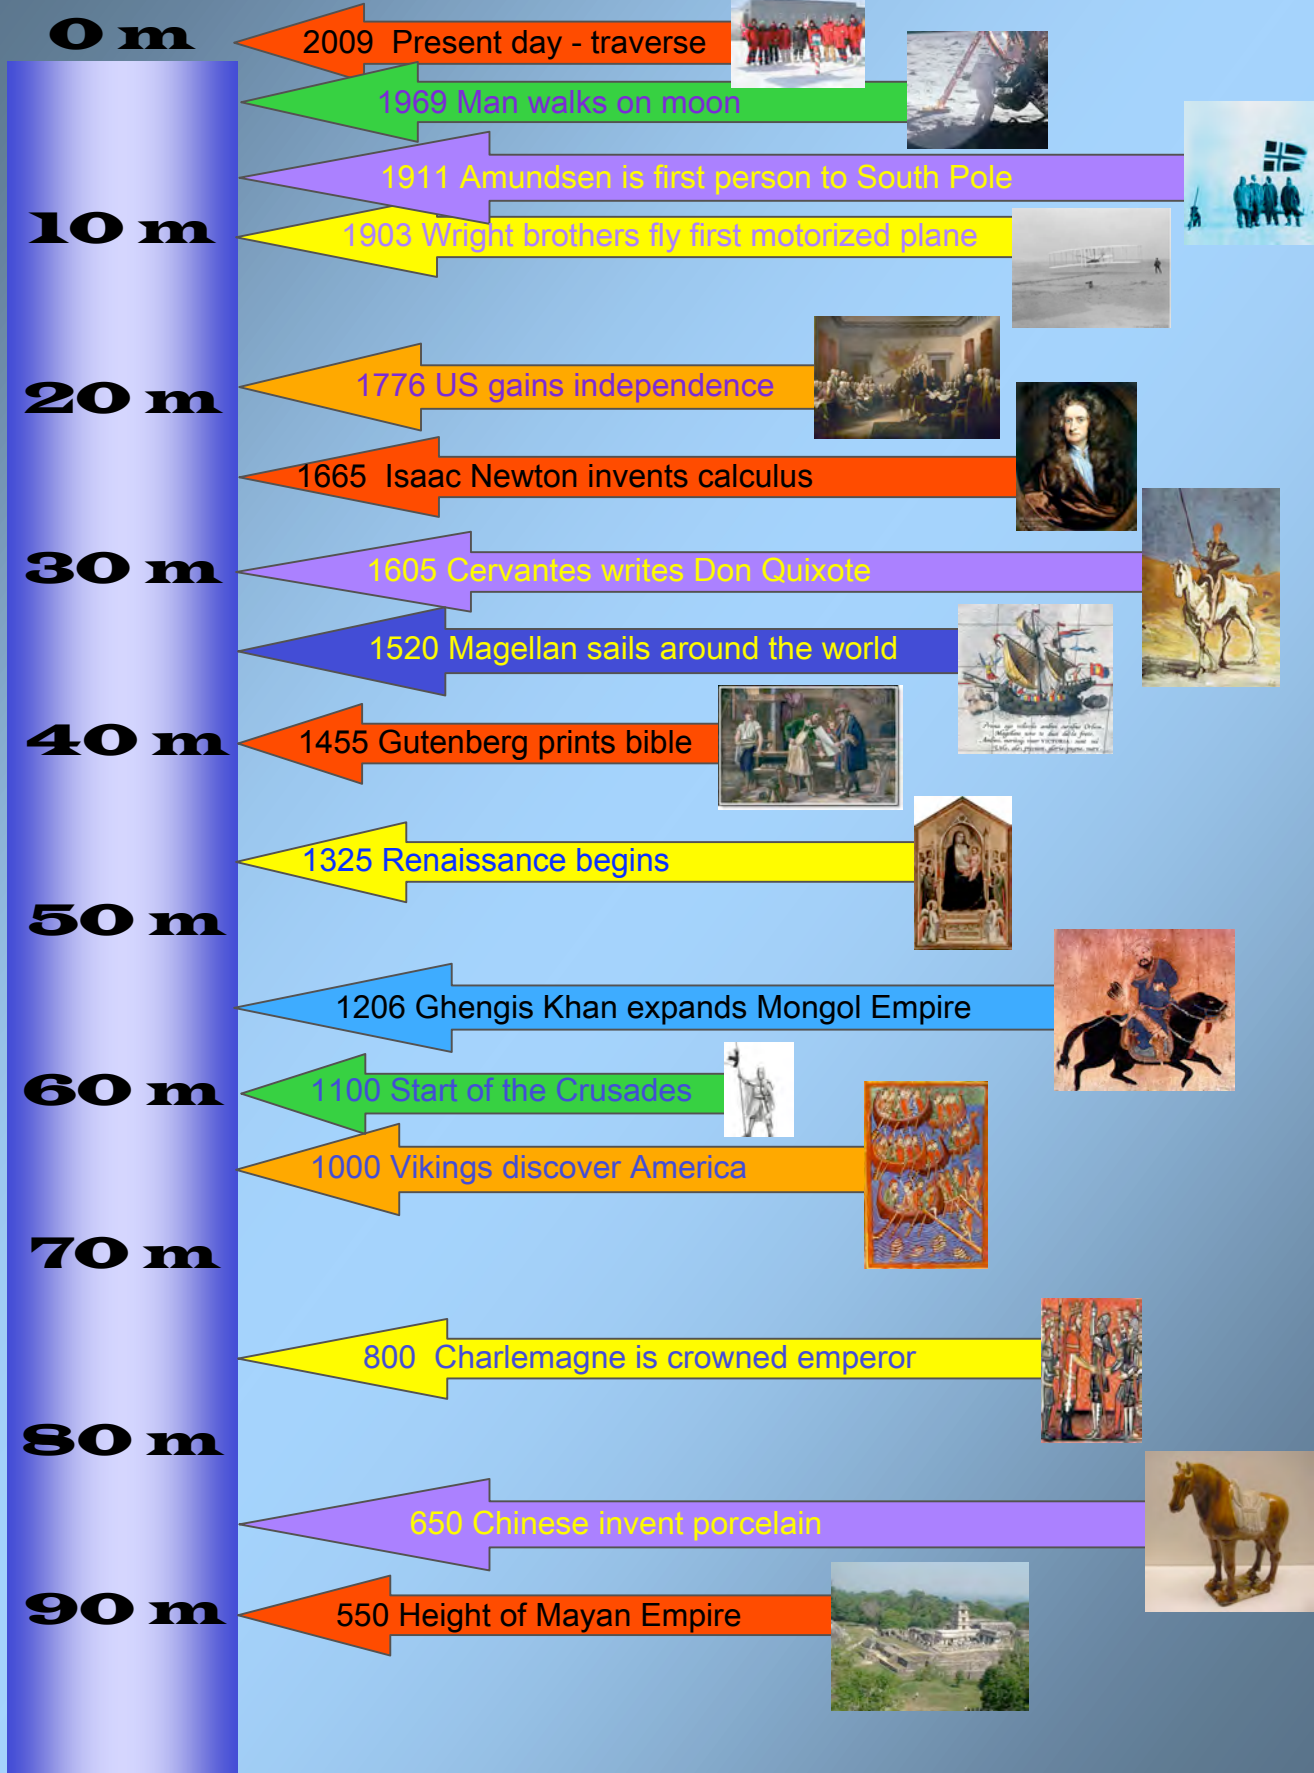 0 m
2009  Present day - traverse
1969 Man walks on moon
1911 Amundsen is first person to South Pole
10 m
1903 Wright brothers fly first motorized plane
20 m
1776 US gains independence
1665  Isaac Newton invents calculus
30 m
1605 Cervantes writes Don Quixote
1520 Magellan sails around the world
40 m
1455 Gutenberg prints bible
1325 Renaissance begins
50 m
1206 Ghengis Khan expands Mongol Empire
60 m
1100 Start of the Crusades
1000 Vikings discover America
70 m
800  Charlemagne is crowned emperor
80 m
650 Chinese invent porcelain
90 m
550 Height of Mayan Empire